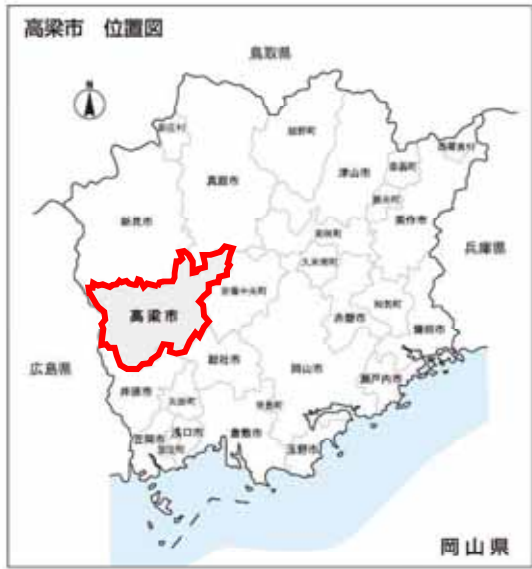 高梁市 位置図
鳥取県
N
新庄村
鏡野町
西粟倉村
津山市
奈義町
真庭市
勝央町
美作市
新見市
美咲町
兵庫県
久米南町
吉備中央町
和気町
高梁市
赤磐市
備前市
広島県
総社市
岡山市
瀬戸内市
井原市
矢掛町
早島町
笠岡市
浅口市
倉敷市
里庄町
玉野市
岡山県